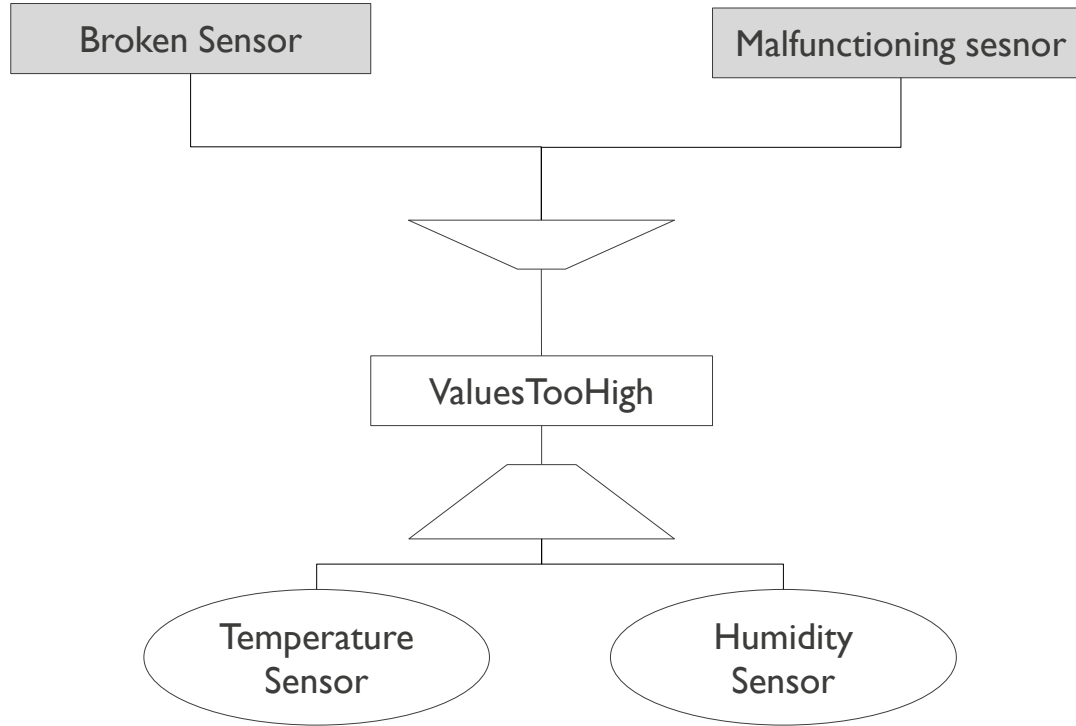 Broken Sensor
Malfunctioning sesnor
ValuesTooHigh
Temperature
Sensor
Humidity
Sensor